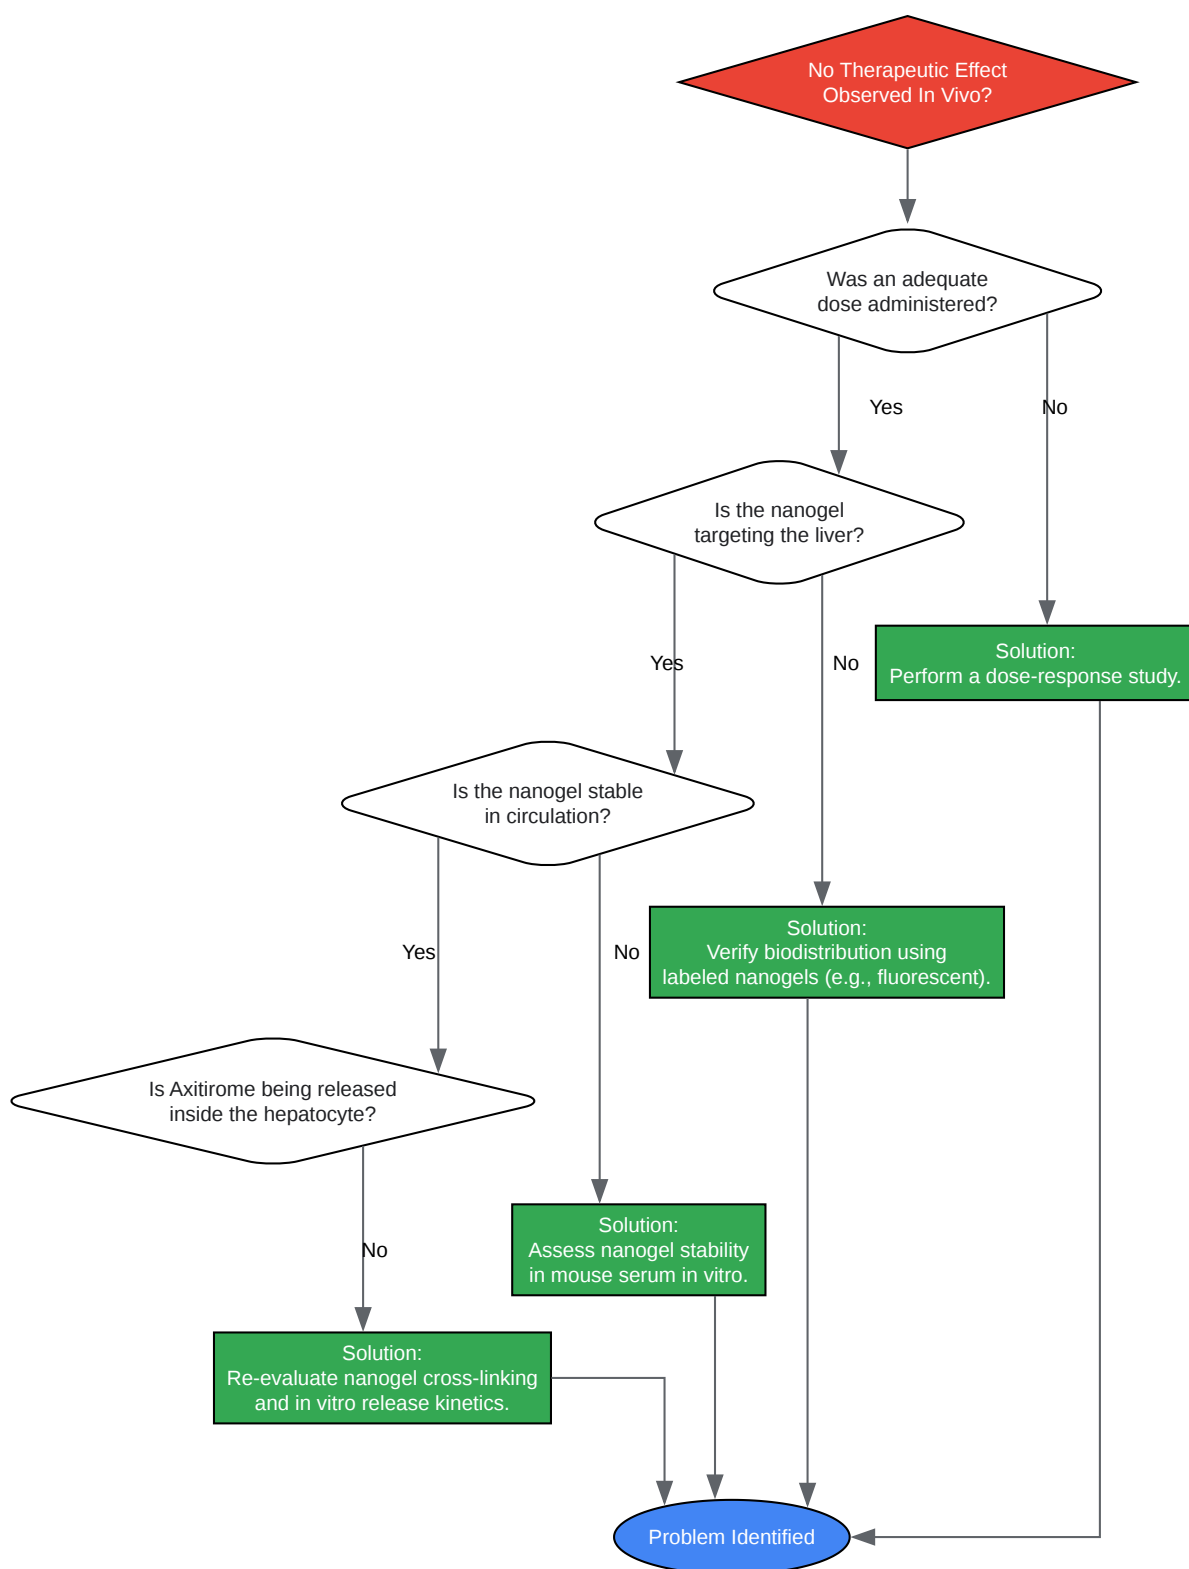 No Therapeutic Effect
Observed In Vivo?
Was an adequate
dose administered?
Yes
No
Is the nanogel
targeting the liver?
Solution:
Perform a dose-response study.
Yes
No
Is the nanogel stable
in circulation?
Solution:
Verify biodistribution using
labeled nanogels (e.g., fluorescent).
Yes
No
Is Axitirome being released
inside the hepatocyte?
Solution:
Assess nanogel stability
in mouse serum in vitro.
No
Solution:
Re-evaluate nanogel cross-linking
and in vitro release kinetics.
Problem Identified